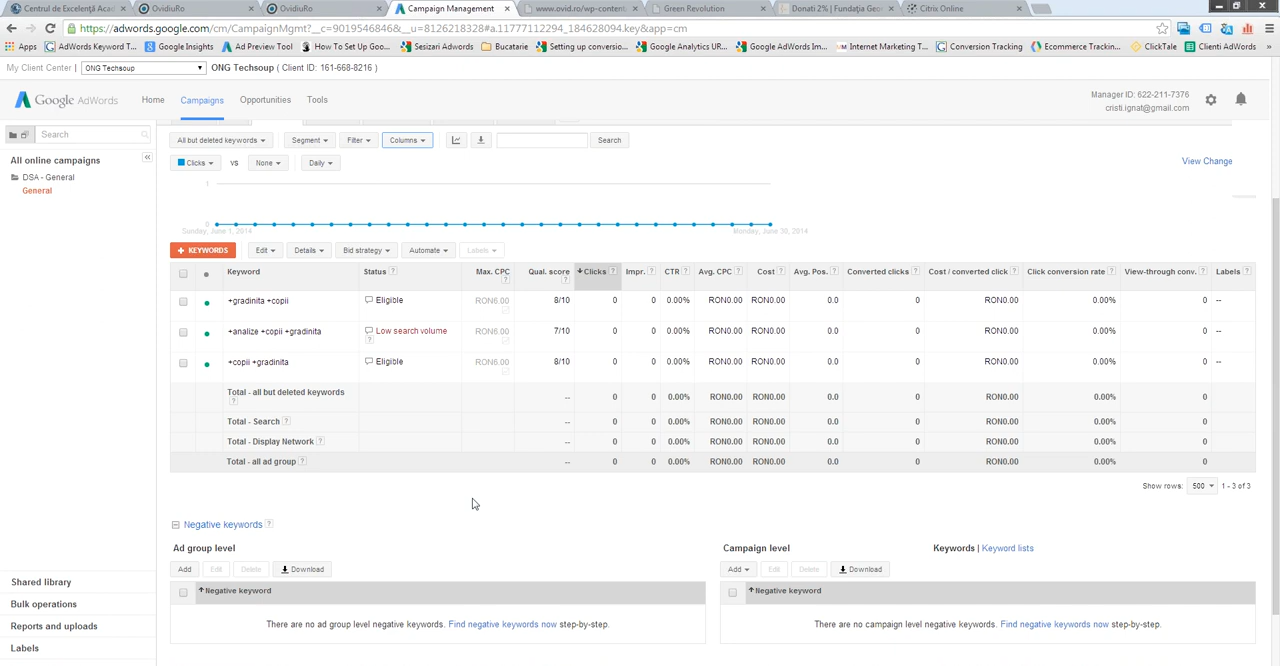 Centrul de Excelență Acad
OvidiuRo
OvidiuRo
Campaign Management
www.ovid.ro/wp-content
Green Revolution
Donati 2% | Fundația Geo
Citrix Online
https://adwords.google.com/cm/CampaignMgmt?__c=9019546846&__u=8126218328#a.11777112294_184628094.key&app=cm
Apps
AdWords Keyword T...
Google Insights
Ad Preview Tool
How To Set Up Goo...
Sesizari Adwords
Bucatarie
Setting up conversio...
Google Analytics UR...
Google AdWords Im...
Internet Marketing T...
Conversion Tracking
Ecommerce Trackin...
ClickTale
Clienti AdWords
»
My Client Center | ONG Techsoup ONG Techsoup ( Client ID: 161-668-8216 )
Google AdWords Home Campaigns Opportunities Tools
Manager ID: 622-211-7376
cristi.ignat@gmail.com
Search
All online campaigns
DSA - General
General
All but deleted keywords Segment Filter Columns Search
Clicks vs None Daily
View Change
1
0
Sunday, June 1, 2014 Monday, June 30, 2014
+ KEYWORDS Edit Details Bid strategy Automate Labels
Keyword Status ? Max. CPC ? Qual. score ? Clicks ? Impr. ? CTR ? Avg. CPC ? Cost ? Avg. Pos. ? Converted clicks ? Cost / converted click ? Click conversion rate ? View-through conv. ? Labels ?
+gradinita +copii Eligible RON6.00 8/10 0 0 0.00% RON0.00 RON0.00 0.0 0 RON0.00 0.00% 0 --
+analize +copii +gradinita Low search volume ? RON6.00 7/10 0 0 0.00% RON0.00 RON0.00 0.0 0 RON0.00 0.00% 0 --
+copii +gradinita Eligible RON6.00 8/10 0 0 0.00% RON0.00 RON0.00 0.0 0 RON0.00 0.00% 0 --
Total - all but deleted keywords ? -- 0 0 0.00% RON0.00 RON0.00 0.0 0 RON0.00 0.00% 0
Total - Search ? -- 0 0 0.00% RON0.00 RON0.00 0.0 0 RON0.00 0.00% 0
Total - Display Network ? -- 0 0 0.00% RON0.00 RON0.00 0.0 0 RON0.00 0.00% 0
Total - all ad group ? -- 0 0 0.00% RON0.00 RON0.00 0.0 0 RON0.00 0.00% 0
Show rows: 500 1 - 3 of 3
Negative keywords ?
Ad group level
Add Edit Delete Download
Negative keyword
There are no ad group level negative keywords. Find negative keywords now step-by-step.
Campaign level Keywords | Keyword lists
Add Edit Delete Download
Negative keyword
There are no campaign level negative keywords. Find negative keywords now step-by-step.
Shared library
Bulk operations
Reports and uploads
Labels